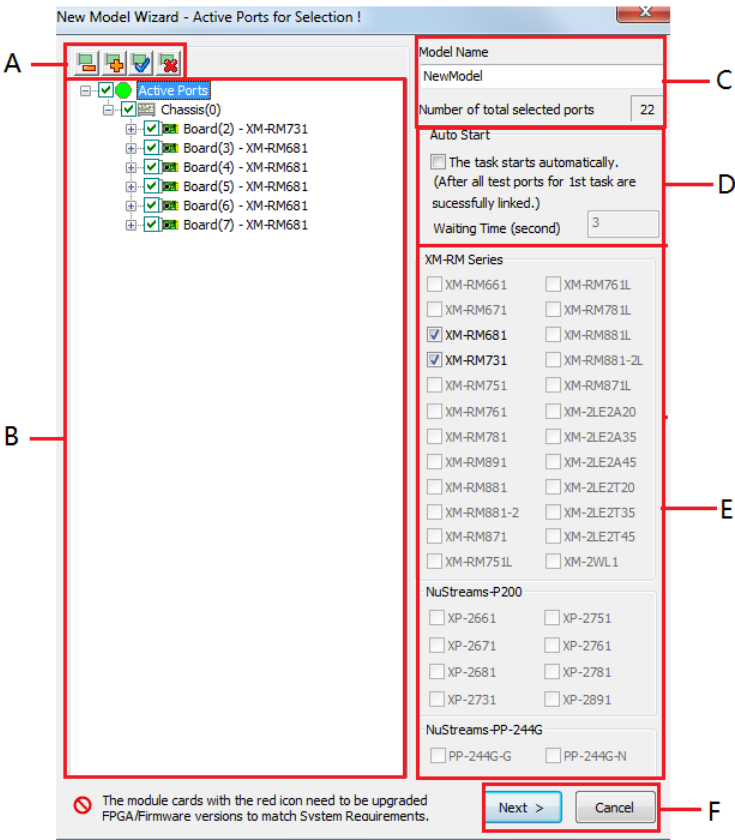 New Model Wizard - Active Ports for Selection !
A
Active Ports
Chassis(0)
Board(2) - XM-RM731
Board(3) - XM-RM681
Board(4) - XM-RM681
Board(5) - XM-RM681
Board(6) - XM-RM681
Board(7) - XM-RM681
B
Model Name
NewModel
Number of total selected ports 22
C
Auto Start
The task starts automatically.
(After all test ports for 1st task are
sucessfully linked.)
Waiting Time (second) 3
D
XM-RM Series
XM-RM661 XM-RM761L
XM-RM671 XM-RM781L
XM-RM681 XM-RM881L
XM-RM731 XM-RM881-2L
XM-RM751 XM-RM871L
XM-RM761 XM-2LE2A20
XM-RM781 XM-2LE2A35
XM-RM891 XM-2LE2A45
XM-RM881 XM-2LE2T20
XM-RM881-2 XM-2LE2T35
XM-RM871 XM-2LE2T45
XM-RM751L XM-2WL1
E
NuStreams-P200
XP-2661 XP-2751
XP-2671 XP-2761
XP-2681 XP-2781
XP-2731 XP-2891
NuStreams-PP-244G
PP-244G-G PP-244G-N
The module cards with the red icon need to be upgraded
FPGA/Firmware versions to match System Requirements.
Next > Cancel
F